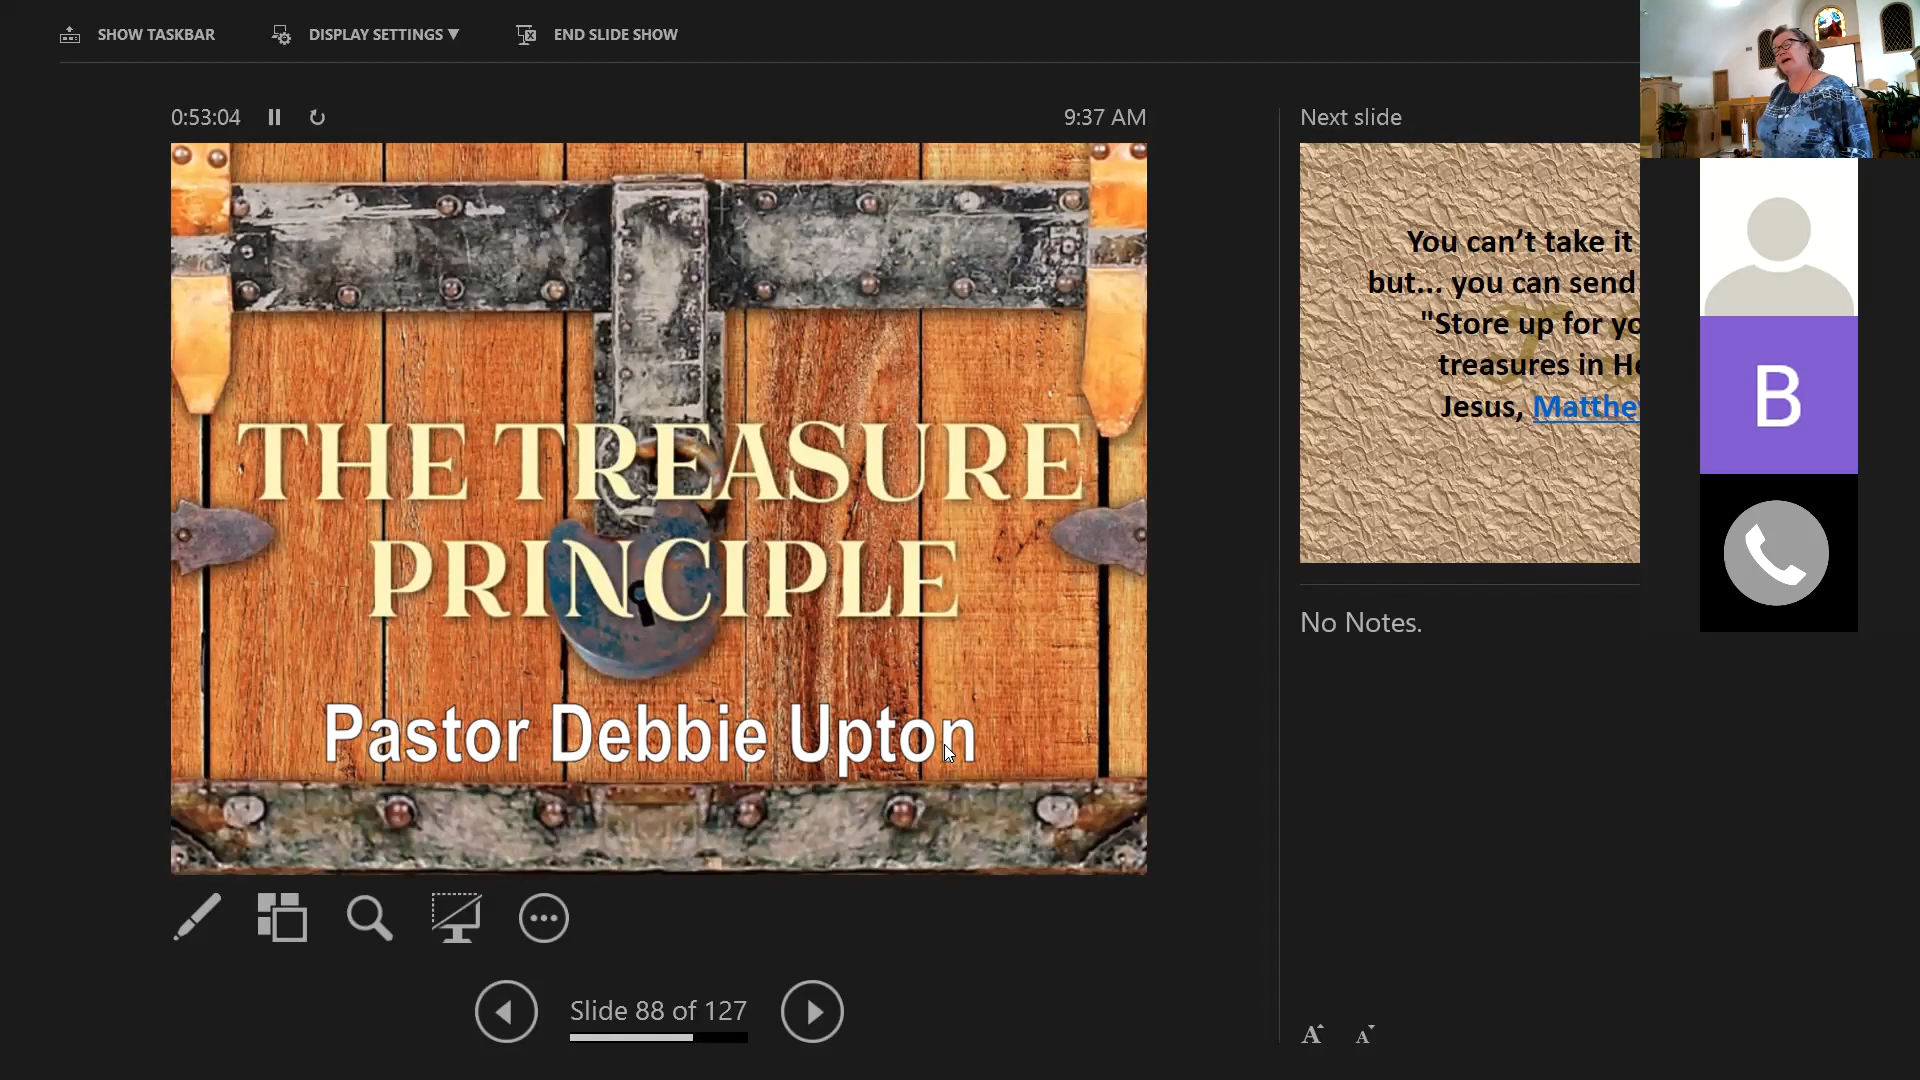 SHOW TASKBAR
DISPLAY SETTINGS ▼
END SLIDE SHOW
0:53:04
9:37 AM
THE TREASURE
PRINCIPLE
Pastor Debbie Upton
Slide 88 of 127
Next slide
You can’t take it
but... you can send
"Store up for yo
treasures in He
Jesus, Matthe
No Notes.
A A
B